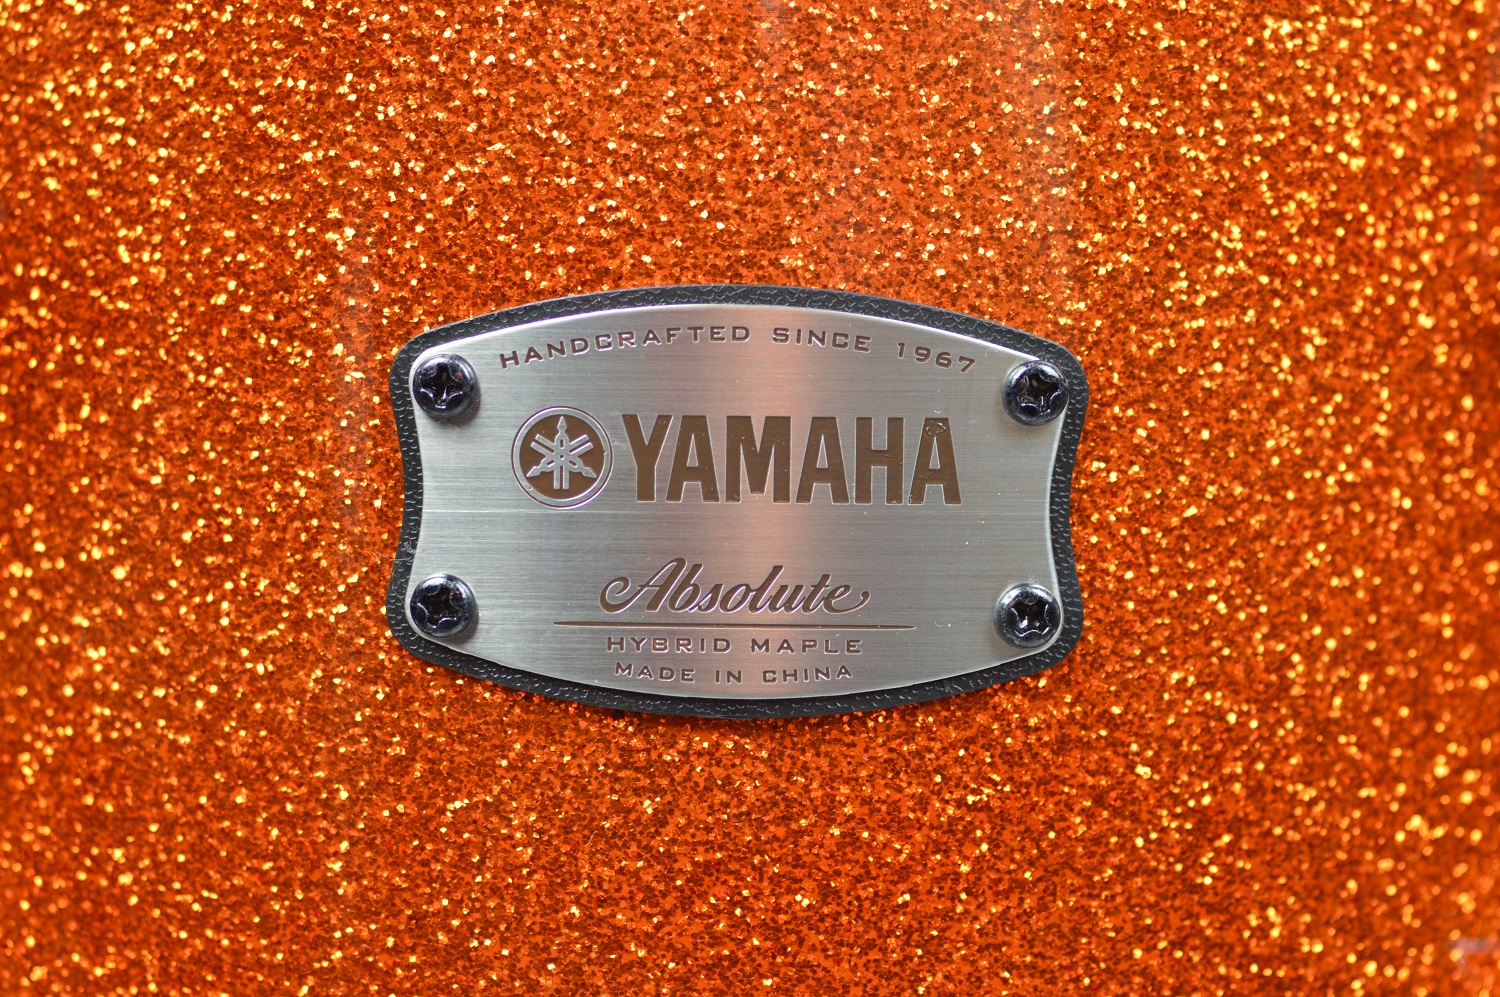 HANDCRAFTED SINCE 1967
YAMAHA
Absolute
HYBRID MAPLE
MADE IN CHINA